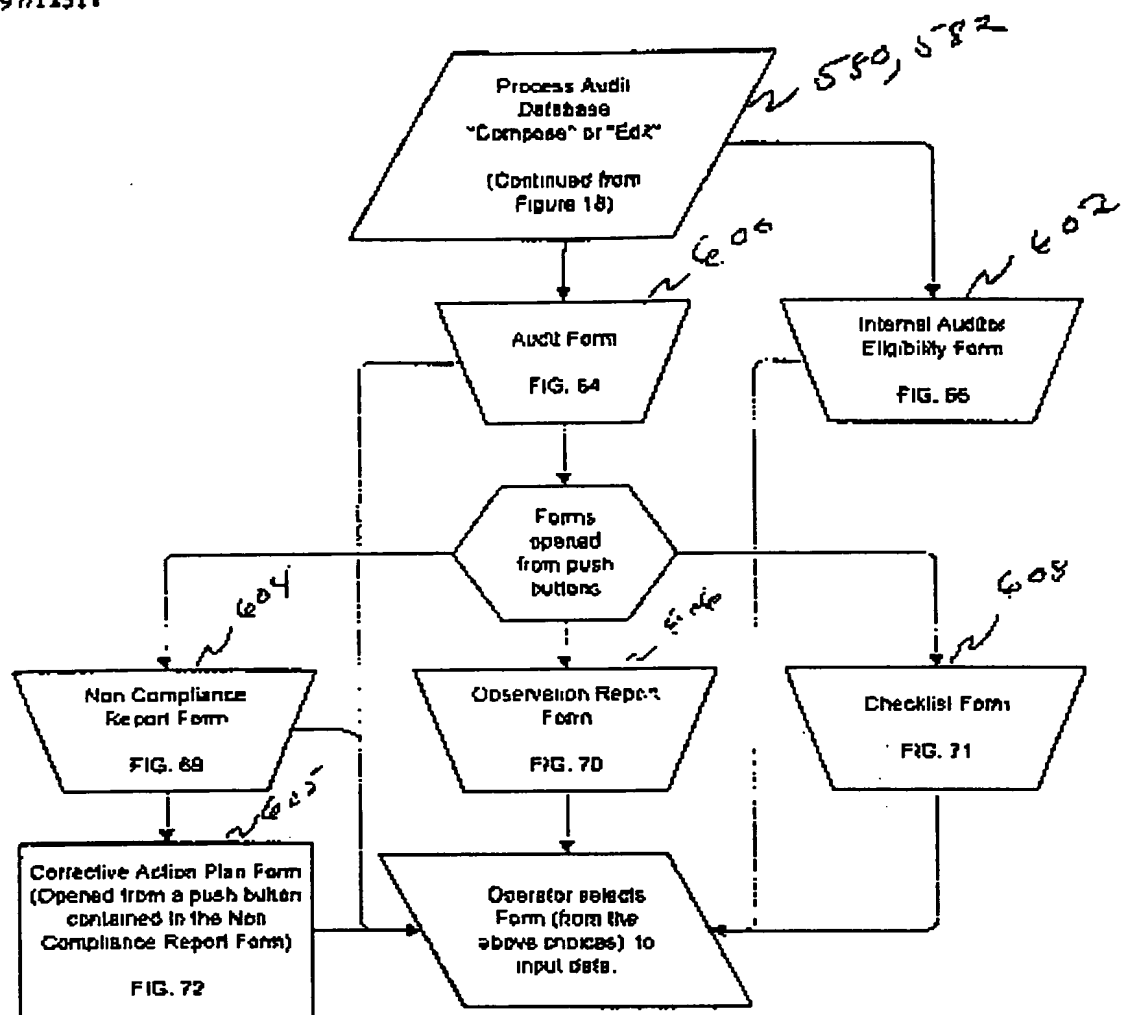 580, 582
Process Audit
Database
"Compose" or "Edit"
(Continued from
Figure 18)
600
602
Audit Form
FIG. 64
Internal Auditor
Eligibility Form
FIG. 66
Forms
opened
from push
buttons
604
608
Non Compliance
Report Form
FIG. 69
Observation Report
Form
FIG. 70
Checklist Form
FIG. 71
605
Corrective Action Plan Form
(Opened from a push button
contained in the Non
Compliance Report Form)
FIG. 72
Operator selects
Form (from the
above choices) to
input data.